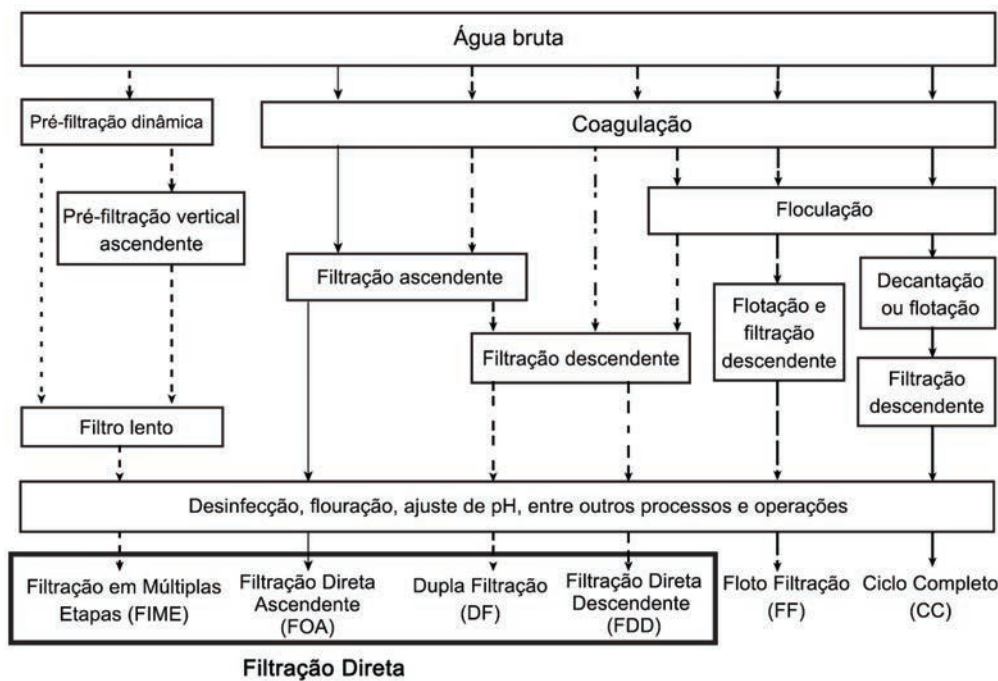 Água bruta
Pré-filtração dinâmica
Coagulação
Pré-filtração vertical
ascendente
Floculação
Filtração ascendente
Decantação
ou flotação
Flotação e
filtração
descendente
Filtração descendente
Filtração
descendente
Filtro lento
Desinfecção, flouração, ajuste de pH, entre outros processos e operações
Filtração em Múltiplas
Etapas (FIME)
Filtração Direta
Ascendente
(FOA)
Dupla Filtração
(DF)
Filtração Direta
Descendente
(FDD)
Floto Filtração
(FF)
Ciclo Completo
(CC)
Filtração Direta